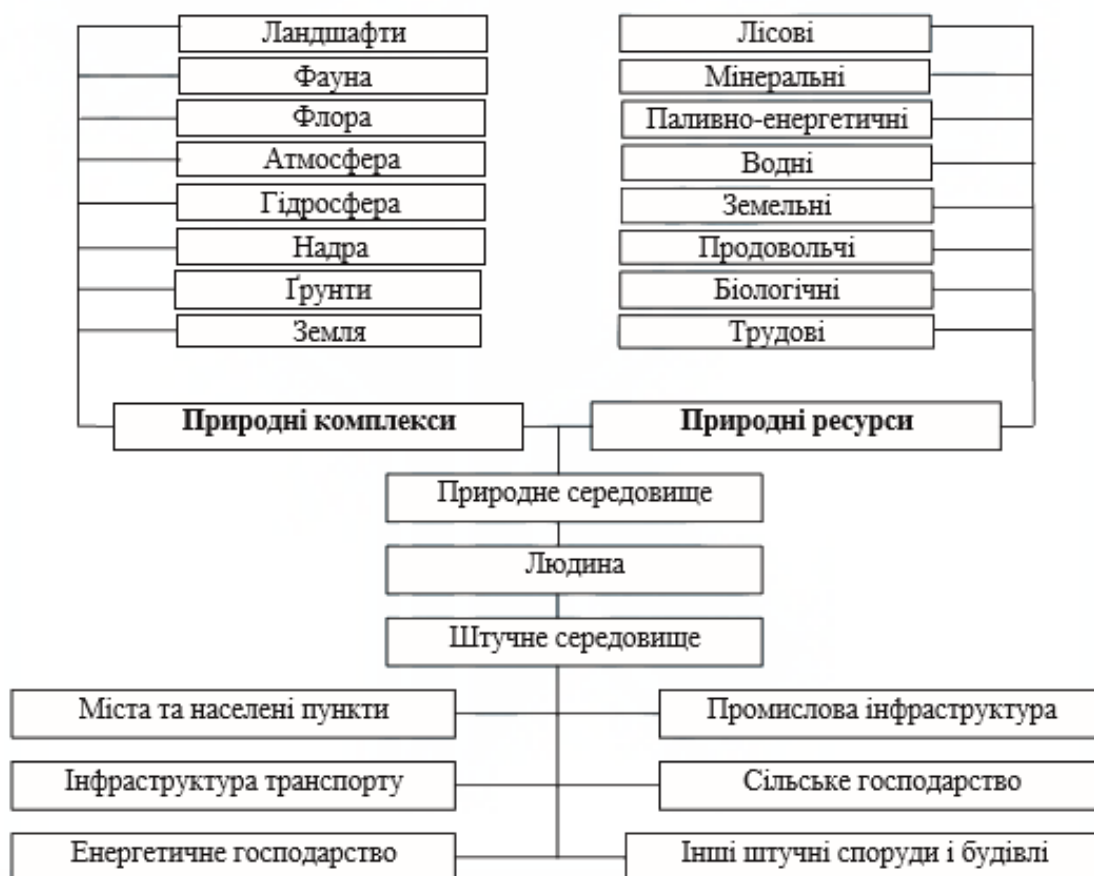 Ландшафти
Фауна
Флора
Атмосфера
Гідросфера
Надра
Ґрунти
Земля
Лісові
Мінеральні
Паливно-енергетичні
Водні
Земельні
Продовольчі
Біологічні
Трудові
Природні комплекси
Природні ресурси
Природне середовище
Людина
Штучне середовище
Міста та населені пункти
Промислова інфраструктура
Інфраструктура транспорту
Сільське господарство
Енергетичне господарство
Інші штучні споруди і будівлі